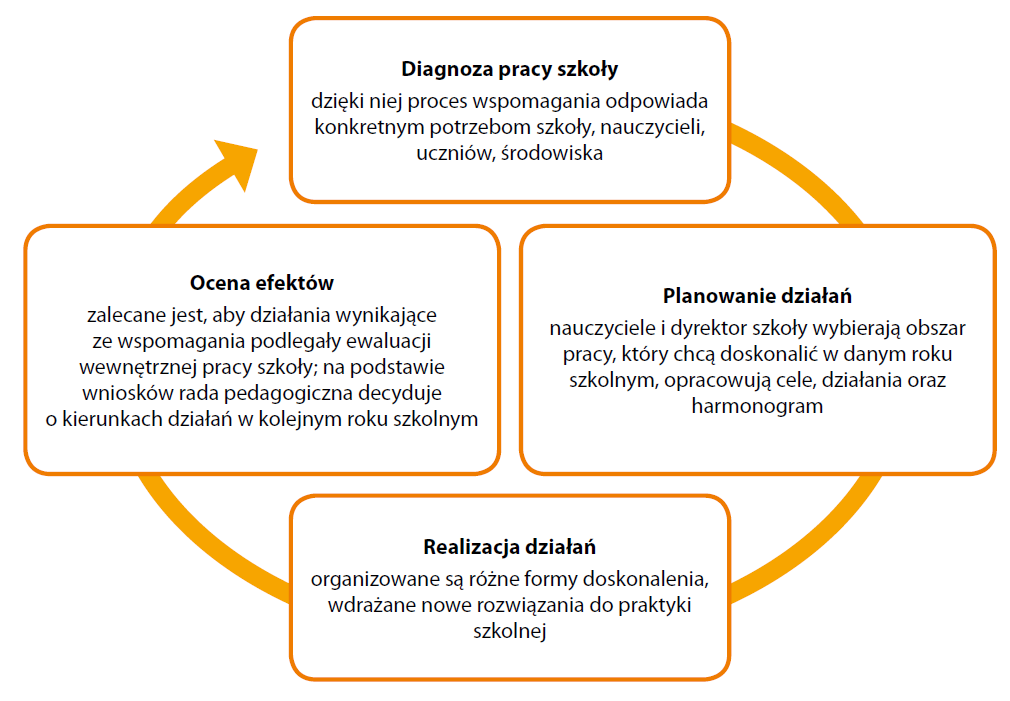 Diagnoza pracy szkoły
dzięki niej proces wspomagania odpowiada
konkretnym potrzebom szkoły, nauczycieli,
uczniów, środowiska
Planowanie działań
nauczyciele i dyrektor szkoły wybierają obszar
pracy, który chcą doskonalić w danym roku
szkolnym, opracowują cele, działania oraz
harmonogram
Realizacja działań
organizowane są różne formy doskonalenia,
wdrażane nowe rozwiązania do praktyki
szkolnej
Ocena efektów
zalecane jest, aby działania wynikające
ze wspomagania podlegały ewaluacji
wewnętrznej pracy szkoły; na podstawie
wniosków rada pedagogiczna decyduje
o kierunkach działań w kolejnym roku szkolnym